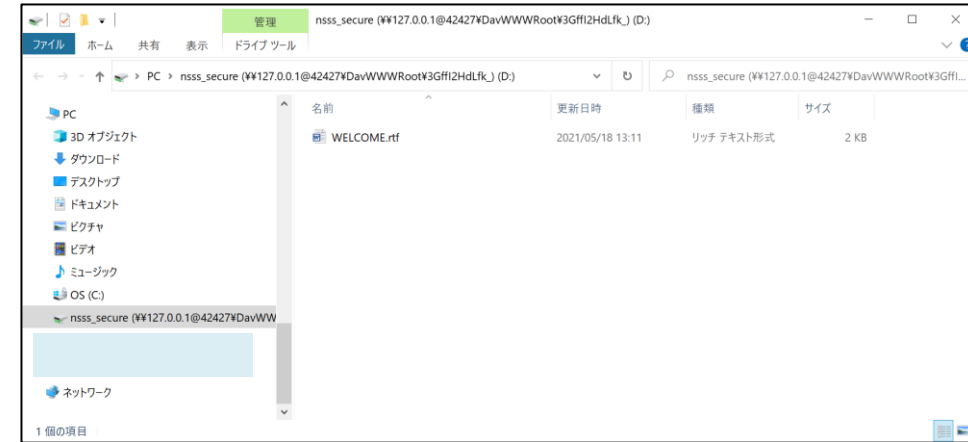 管理
nsss_secure (¥¥127.0.0.1@42427¥DavWWWRoot¥3GffI2HdLfk_) (D:)
ファイル ホーム 共有 表示 ドライブ ツール
PC › nsss_secure (¥¥127.0.0.1@42427¥DavWWWRoot¥3GffI2HdLfk_) (D:)
nsss_secure (¥¥127.0.0.1@42427¥DavWWWRoot¥3GffI...
PC
3D オブジェクト
ダウンロード
デスクトップ
ドキュメント
ピクチャ
ビデオ
ミュージック
OS (C:)
nsss_secure (¥¥127.0.0.1@42427¥DavWW
ネットワーク
名前 更新日時 種類 サイズ
WELCOME.rtf 2021/05/18 13:11 リッチ テキスト形式 2 KB
1 個の項目